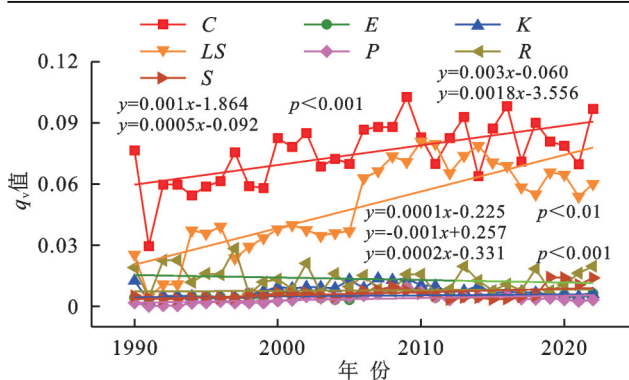 C E K
LS P R
S
y=0.003x-0.060
y=0.001x-1.864 p<0.001 y=0.0018x-3.556
y=0.0005x-0.092
y=0.0001x-0.225 p<0.01
y=-0.001x+0.257
y=0.0002x-0.331 p<0.001
qv值
0.12
0.09
0.06
0.03
0
1990 2000 2010 2020
年 份